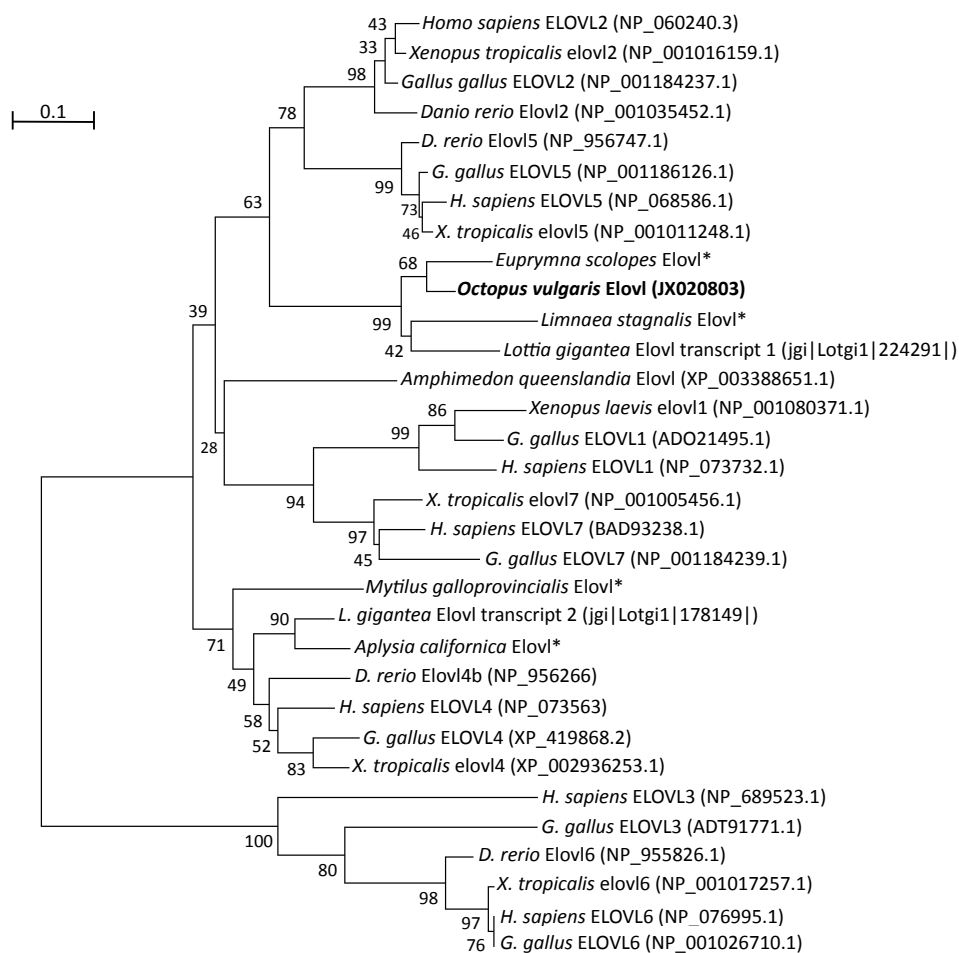 43
Homo sapiens ELOVL2 (NP_060240.3)
33
Xenopus tropicalis elovl2 (NP_001016159.1)
98
Gallus gallus ELOVL2 (NP_001184237.1)
0.1
78
Danio rerio Elovl2 (NP_001035452.1)
D. rerio Elovl5 (NP_956747.1)
99
G. gallus ELOVL5 (NP_001186126.1)
63
73
H. sapiens ELOVL5 (NP_068586.1)
46
X. tropicalis elovl5 (NP_001011248.1)
68
Euprymna scolopes Elovl*
Octopus vulgaris Elovl (JX020803)
39
99
Limnaea stagnalis Elovl*
42
Lottia gigantea Elovl transcript 1 (jgi|Lotgi1|224291|)
Amphimedon queenslandia Elovl (XP_003388651.1)
86
Xenopus laevis elovl1 (NP_001080371.1)
28
99
G. gallus ELOVL1 (ADO21495.1)
H. sapiens ELOVL1 (NP_073732.1)
94
X. tropicalis elovl7 (NP_001005456.1)
97
H. sapiens ELOVL7 (BAD93238.1)
45
G. gallus ELOVL7 (NP_001184239.1)
Mytilus galloprovincialis Elovl*
90
L. gigantea Elovl transcript 2 (jgi|Lotgi1|178149|)
71
Aplysia californica Elovl*
49
D. rerio Elovl4b (NP_956266)
58
H. sapiens ELOVL4 (NP_073563)
52
G. gallus ELOVL4 (XP_419868.2)
83
X. tropicalis elovl4 (XP_002936253.1)
H. sapiens ELOVL3 (NP_689523.1)
100
G. gallus ELOVL3 (ADT91771.1)
80
D. rerio Elovl6 (NP_955826.1)
98
X. tropicalis elovl6 (NP_001017257.1)
97
H. sapiens ELOVL6 (NP_076995.1)
76
G. gallus ELOVL6 (NP_001026710.1)